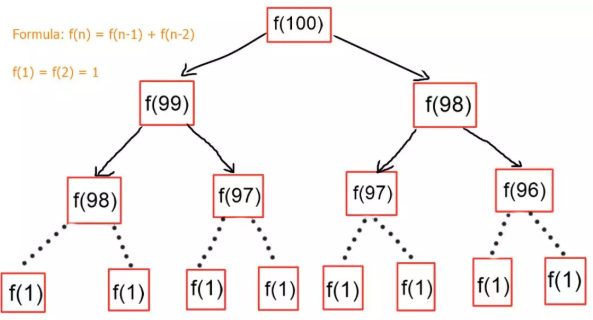 f(100)
Formula: f(n) = f(n-1) + f(n-2)
f(1) = f(2) = 1
f(99)
f(98)
f(98)
f(97)
f(97)
f(96)
f(1)
f(1)
f(1)
f(1)
f(1)
f(1)
f(1)
f(1)